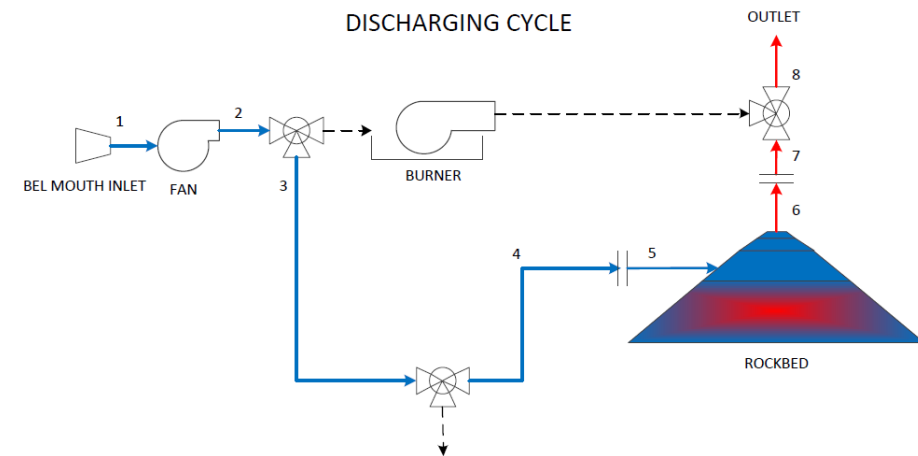 DISCHARGING CYCLE
OUTLET
8
1
2
BEL MOUTH INLET
FAN
BURNER
3
7
6
4
5
ROCKBED